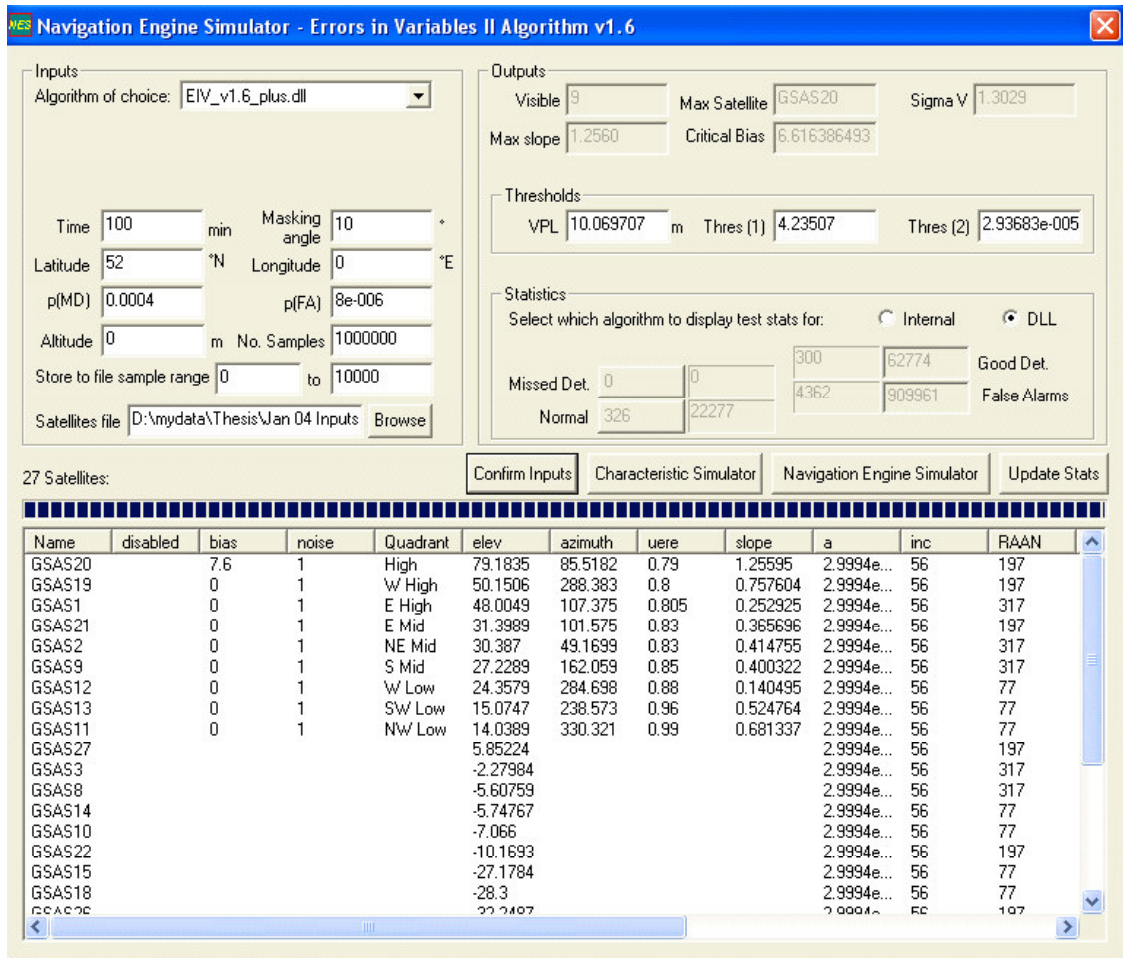 NES Navigation Engine Simulator - Errors in Variables II Algorithm v1.6
Inputs
Algorithm of choice: EIV_v1.6_plus.dll
Time 100 min Masking angle 10 °
Latitude 52 °N Longitude 0 °E
p(MD) 0.0004 p(FA) 8e-006
Altitude 0 m No. Samples 1000000
Store to file sample range 0 to 10000
Satellites file D:\mydata\Thesis\Jan 04 Inputs Browse
Outputs
Visible 9 Max Satellite GSAS20 Sigma V 1.3029
Max slope 1.2560 Critical Bias 6.616386493
Thresholds
VPL 10.069707 m Thres (1) 4.23507 Thres (2) 2.93683e-005
Statistics
Select which algorithm to display test stats for: Internal DLL
Missed Det. 0 0 300 62774 Good Det.
Normal 326 22277 4362 909961 False Alarms
27 Satellites:
Confirm Inputs Characteristic Simulator Navigation Engine Simulator Update Stats
Name disabled bias noise Quadrant elev azimuth uere slope a inc RAAN
GSAS20 7.6 1 High 79.1835 85.5182 0.79 1.25595 2.9994e... 56 197
GSAS19 0 1 W High 50.1506 288.383 0.8 0.757604 2.9994e... 56 197
GSAS1 0 1 E High 48.0049 107.375 0.805 0.252925 2.9994e... 56 317
GSAS21 0 1 E Mid 31.3989 101.575 0.83 0.365696 2.9994e... 56 197
GSAS2 0 1 NE Mid 30.387 49.1699 0.83 0.414755 2.9994e... 56 317
GSAS9 0 1 S Mid 27.2289 162.059 0.85 0.400322 2.9994e... 56 317
GSAS12 0 1 W Low 24.3579 284.698 0.88 0.140495 2.9994e... 56 77
GSAS13 0 1 SW Low 15.0747 238.573 0.96 0.524764 2.9994e... 56 77
GSAS11 0 1 NW Low 14.0389 330.321 0.99 0.681337 2.9994e... 56 77
GSAS27 5.85224 2.9994e... 56 197
GSAS3 -2.27984 2.9994e... 56 317
GSAS8 -5.60759 2.9994e... 56 317
GSAS14 -5.74767 2.9994e... 56 77
GSAS10 -7.066 2.9994e... 56 77
GSAS22 -10.1693 2.9994e... 56 197
GSAS15 -27.1784 2.9994e... 56 77
GSAS18 -28.3 2.9994e... 56 77